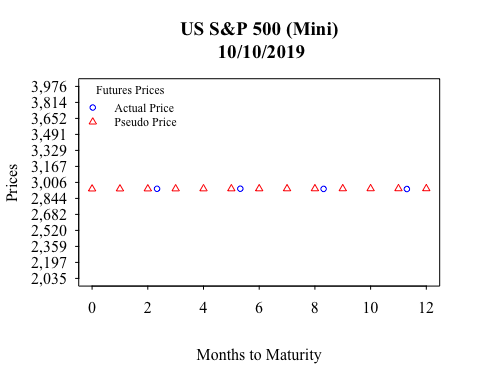 US S&P 500 (Mini)
10/10/2019
Futures Prices
Actual Price
Pseudo Price
Prices
3,976
3,814
3,652
3,491
3,329
3,167
3,006
2,844
2,682
2,520
2,359
2,197
2,035
0 2 4 6 8 10 12
Months to Maturity